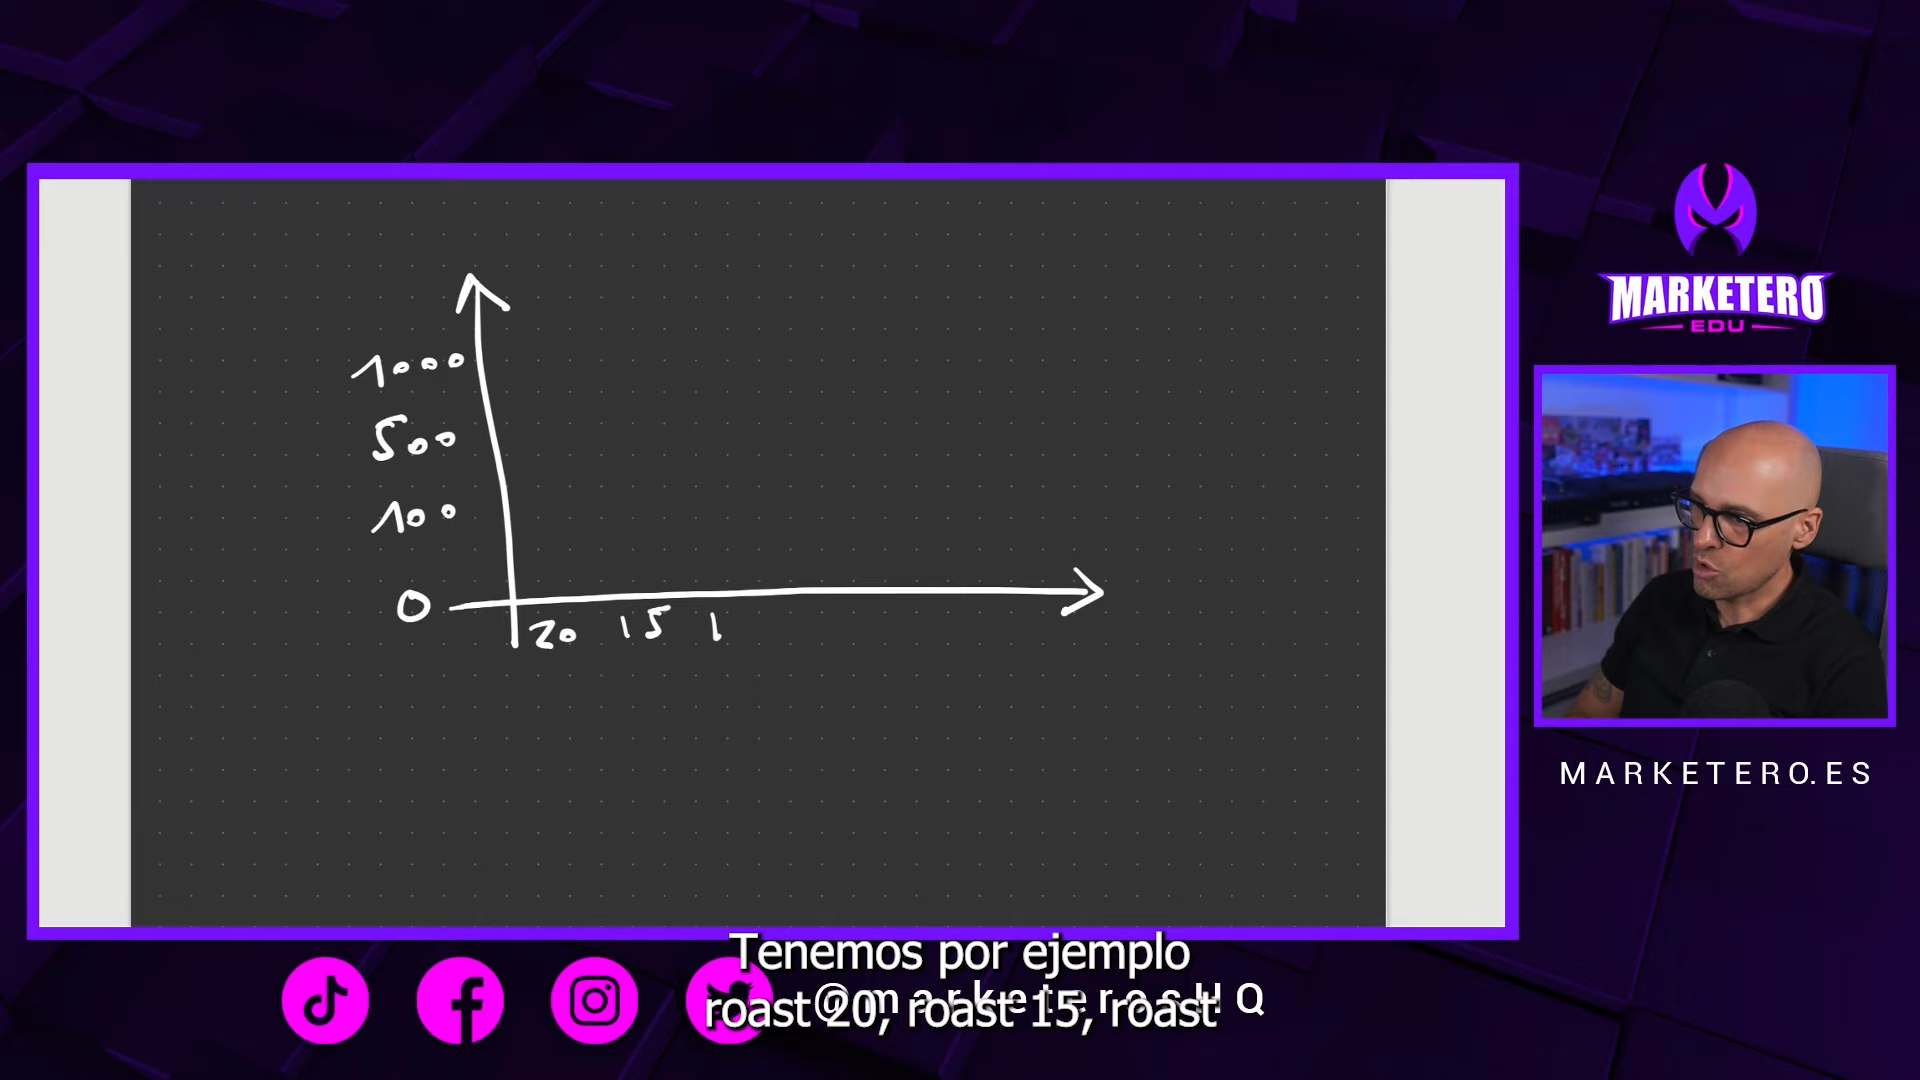 1000
500
100
0
20 15 1
MARKETERO
EDU
MARKETERO.ES
Tenemos por ejemplo
roast 20, roast 15, roast
@marketerosHQ